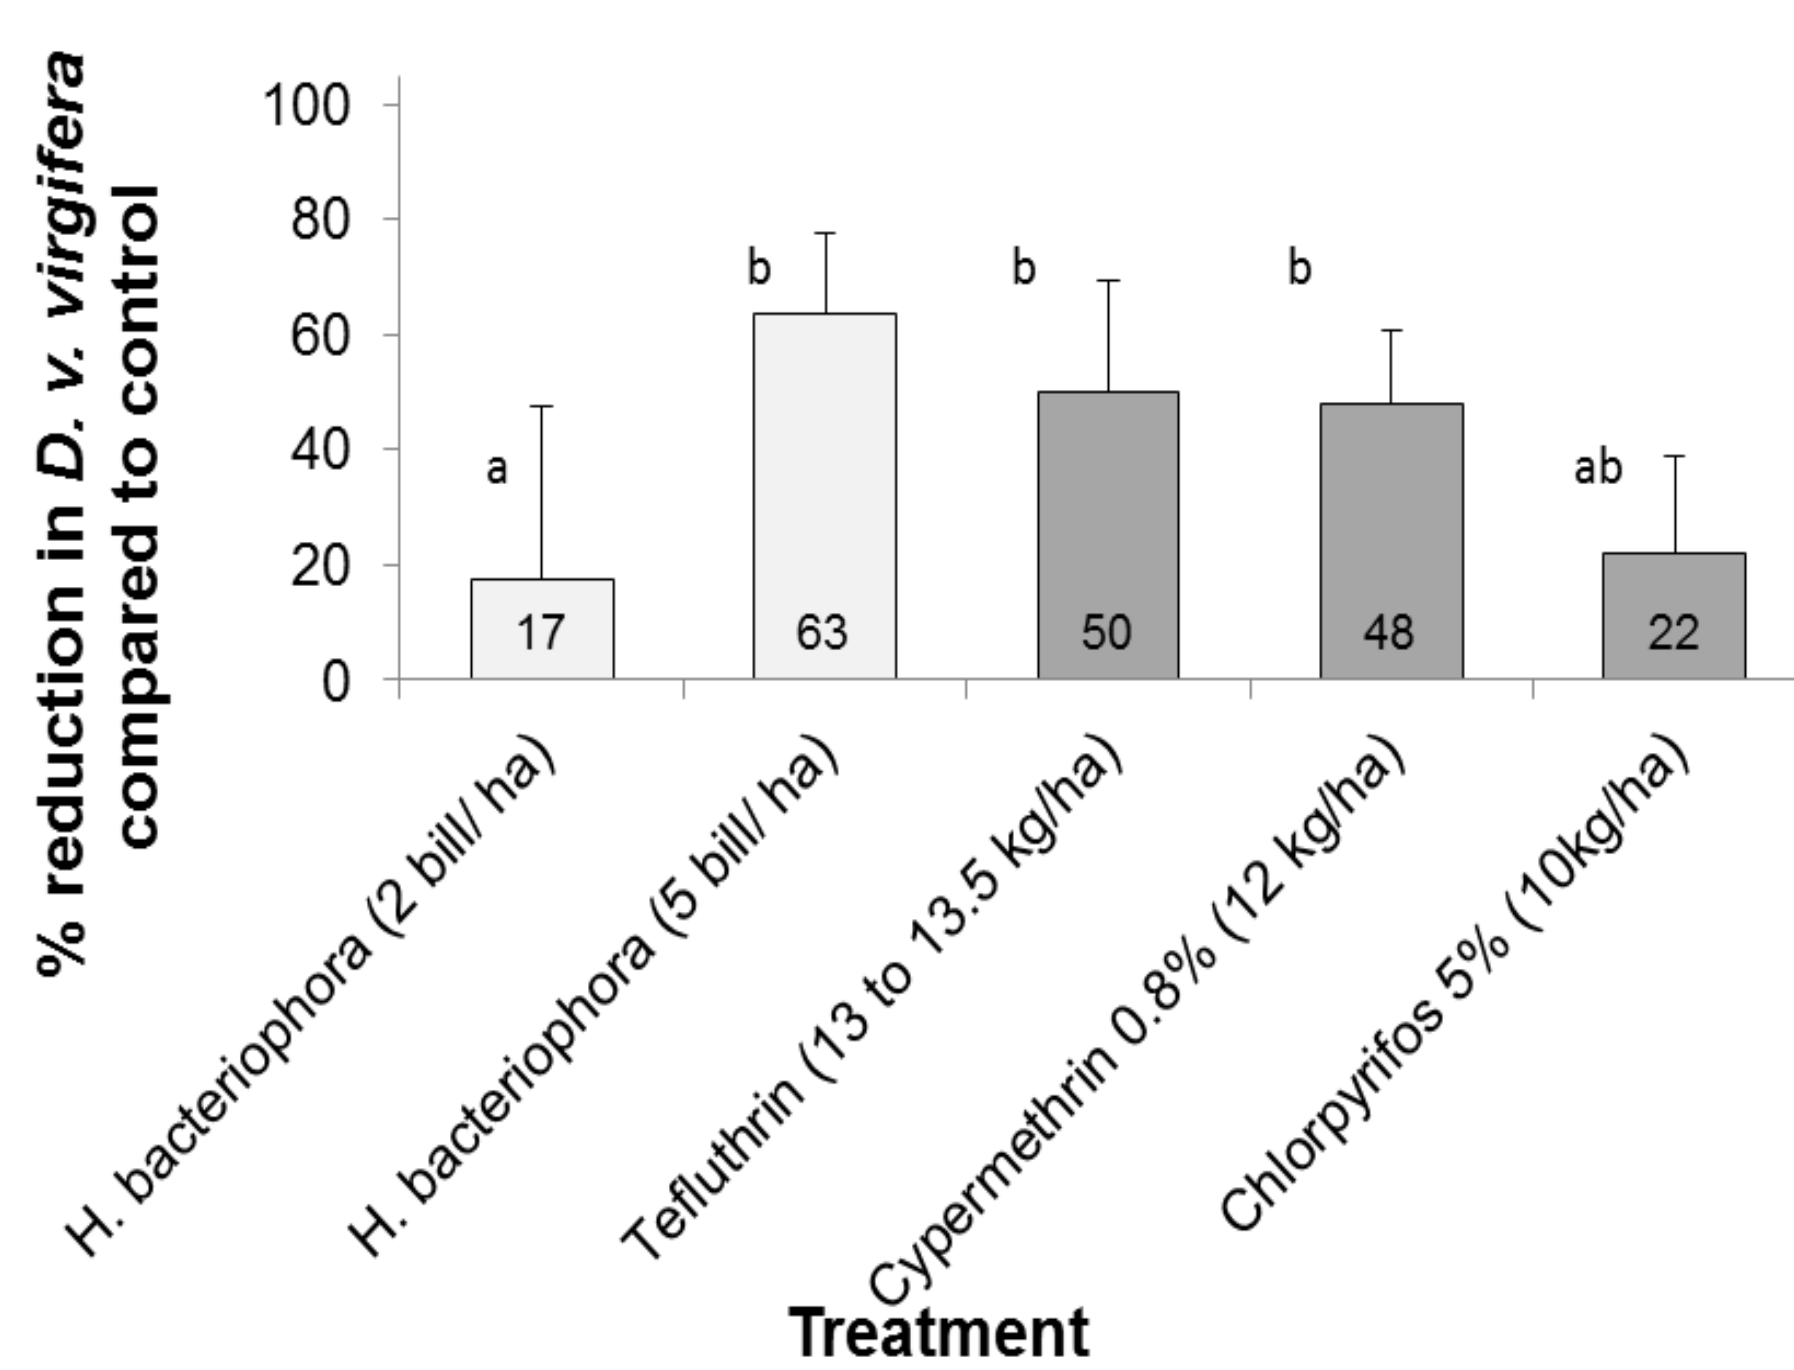 % reduction in D. v. virgifera
compared to control
100
80
60
40
20
0
a
b
b
b
ab
17
63
50
48
22
H. bacteriophora (2 bill/ ha)
H. bacteriophora (5 bill/ ha)
Tefluthrin (13 to 13.5 kg/ha)
Cypermethrin 0.8% (12 kg/ha)
Chlorpyrifos 5% (10kg/ha)
Treatment